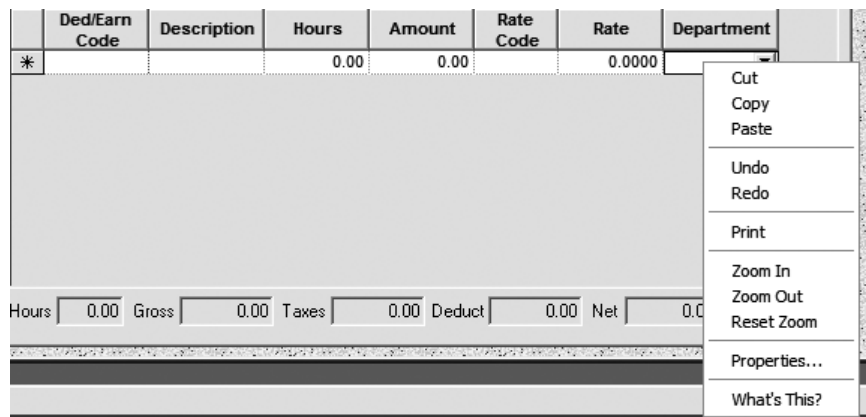 Ded/Earn Code Description Hours Amount Rate Code Rate Department
* 0.00 0.00 0.0000
Cut
Copy
Paste
Undo
Redo
Print
Zoom In
Zoom Out
Reset Zoom
Properties...
What's This?
Hours 0.00 Gross 0.00 Taxes 0.00 Deduct 0.00 Net